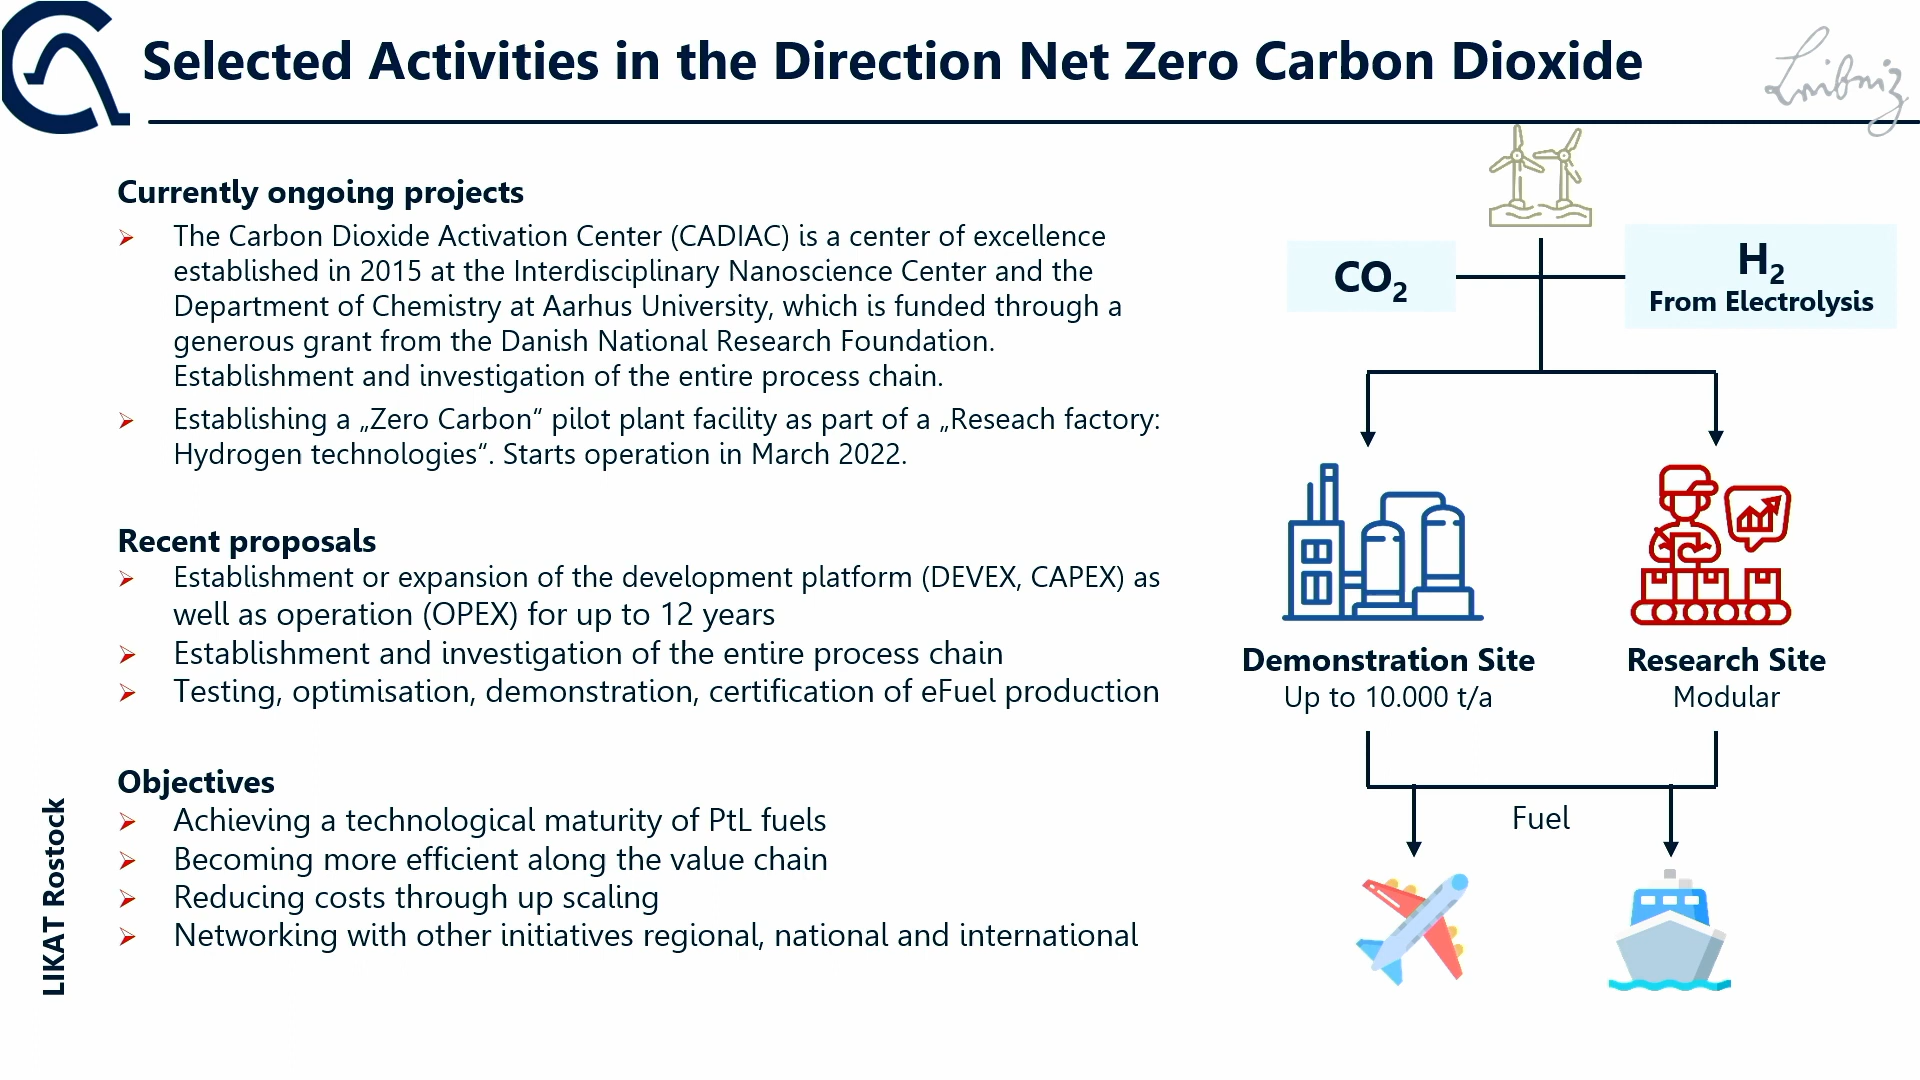 Selected Activities in the Direction Net Zero Carbon Dioxide
Leibniz
Currently ongoing projects
The Carbon Dioxide Activation Center (CADIAC) is a center of excellence
established in 2015 at the Interdisciplinary Nanoscience Center and the
Department of Chemistry at Aarhus University, which is funded through a
generous grant from the Danish National Research Foundation.
Establishment and investigation of the entire process chain.
Establishing a „Zero Carbon“ pilot plant facility as part of a „Reseach factory:
Hydrogen technologies“. Starts operation in March 2022.
Recent proposals
Establishment or expansion of the development platform (DEVEX, CAPEX) as
well as operation (OPEX) for up to 12 years
Establishment and investigation of the entire process chain
Testing, optimisation, demonstration, certification of eFuel production
Objectives
Achieving a technological maturity of PtL fuels
Becoming more efficient along the value chain
Reducing costs through up scaling
Networking with other initiatives regional, national and international
LIKAT Rostock
CO₂
H₂
From Electrolysis
Demonstration Site
Up to 10.000 t/a
Research Site
Modular
Fuel